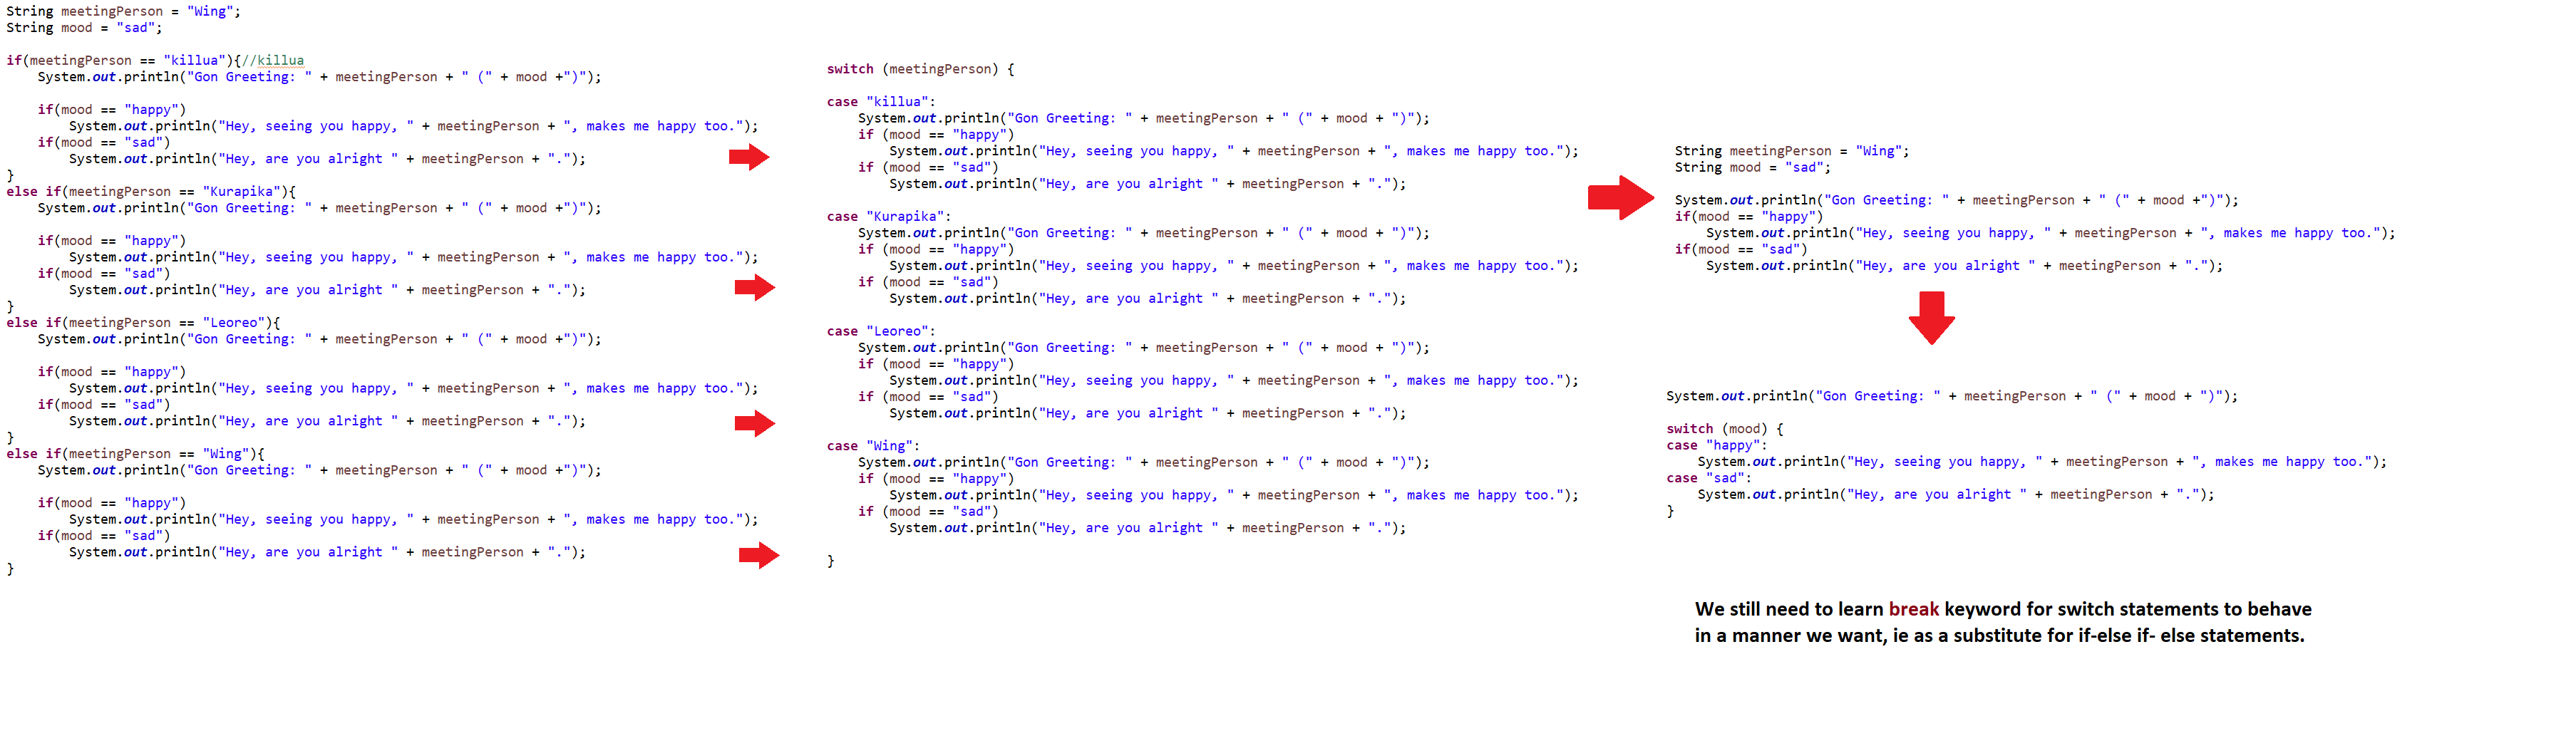 String meetingPerson = "Wing";
String mood = "sad";
if(meetingPerson == "killua"){//killua
System.out.println("Gon Greeting: " + meetingPerson + " (" + mood +")");
if(mood == "happy")
System.out.println("Hey, seeing you happy, " + meetingPerson + ", makes me happy too.");
if(mood == "sad")
System.out.println("Hey, are you alright " + meetingPerson + ".");
}
else if(meetingPerson == "Kurapika"){
System.out.println("Gon Greeting: " + meetingPerson + " (" + mood +")");
if(mood == "happy")
System.out.println("Hey, seeing you happy, " + meetingPerson + ", makes me happy too.");
if(mood == "sad")
System.out.println("Hey, are you alright " + meetingPerson + ".");
}
else if(meetingPerson == "Leoreo"){
System.out.println("Gon Greeting: " + meetingPerson + " (" + mood +")");
if(mood == "happy")
System.out.println("Hey, seeing you happy, " + meetingPerson + ", makes me happy too.");
if(mood == "sad")
System.out.println("Hey, are you alright " + meetingPerson + ".");
}
else if(meetingPerson == "Wing"){
System.out.println("Gon Greeting: " + meetingPerson + " (" + mood +")");
if(mood == "happy")
System.out.println("Hey, seeing you happy, " + meetingPerson + ", makes me happy too.");
if(mood == "sad")
System.out.println("Hey, are you alright " + meetingPerson + ".");
}
switch (meetingPerson) {
case "killua":
System.out.println("Gon Greeting: " + meetingPerson + " (" + mood + ")");
if (mood == "happy")
System.out.println("Hey, seeing you happy, " + meetingPerson + ", makes me happy too.");
if (mood == "sad")
System.out.println("Hey, are you alright " + meetingPerson + ".");
case "Kurapika":
System.out.println("Gon Greeting: " + meetingPerson + " (" + mood + ")");
if (mood == "happy")
System.out.println("Hey, seeing you happy, " + meetingPerson + ", makes me happy too.");
if (mood == "sad")
System.out.println("Hey, are you alright " + meetingPerson + ".");
case "Leoreo":
System.out.println("Gon Greeting: " + meetingPerson + " (" + mood + ")");
if (mood == "happy")
System.out.println("Hey, seeing you happy, " + meetingPerson + ", makes me happy too.");
if (mood == "sad")
System.out.println("Hey, are you alright " + meetingPerson + ".");
case "Wing":
System.out.println("Gon Greeting: " + meetingPerson + " (" + mood + ")");
if (mood == "happy")
System.out.println("Hey, seeing you happy, " + meetingPerson + ", makes me happy too.");
if (mood == "sad")
System.out.println("Hey, are you alright " + meetingPerson + ".");
}
String meetingPerson = "Wing";
String mood = "sad";
System.out.println("Gon Greeting: " + meetingPerson + " (" + mood +")");
if(mood == "happy")
System.out.println("Hey, seeing you happy, " + meetingPerson + ", makes me happy too.");
if(mood == "sad")
System.out.println("Hey, are you alright " + meetingPerson + ".");
System.out.println("Gon Greeting: " + meetingPerson + " (" + mood + ")");
switch (mood) {
case "happy":
System.out.println("Hey, seeing you happy, " + meetingPerson + ", makes me happy too.");
case "sad":
System.out.println("Hey, are you alright " + meetingPerson + ".");
}
We still need to learn break keyword for switch statements to behave
in a manner we want, ie as a substitute for if-else if- else statements.